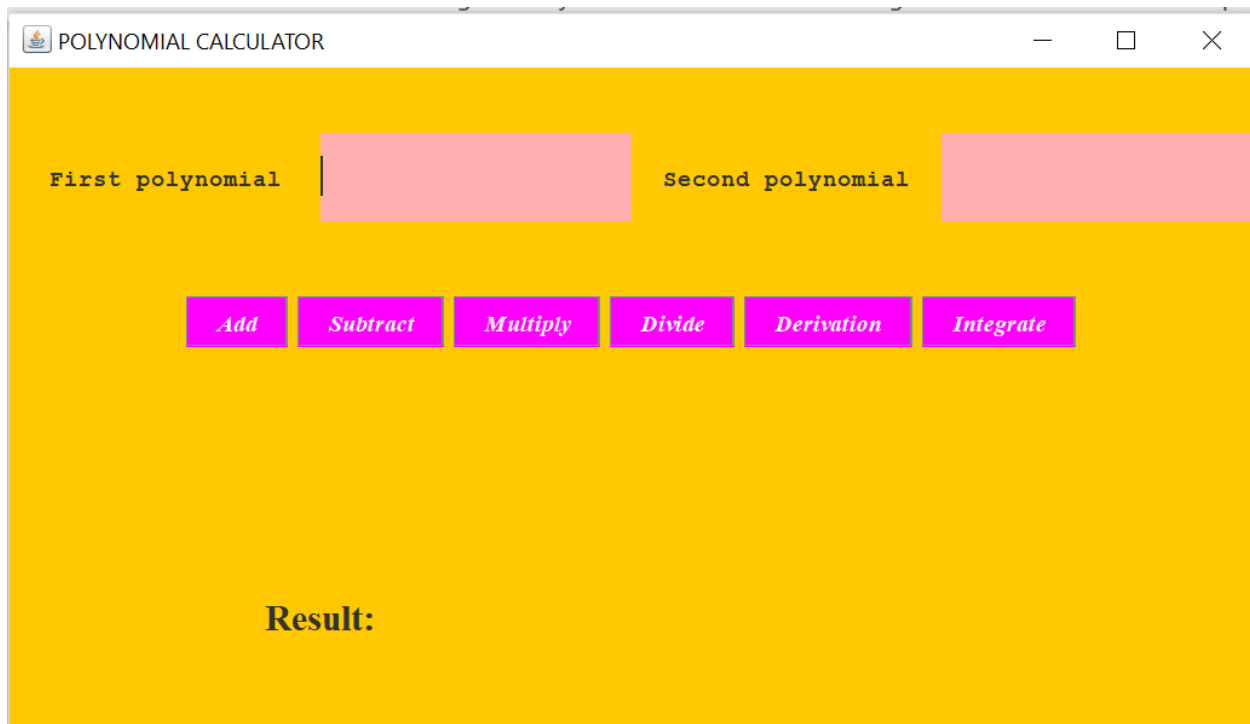 POLYNOMIAL CALCULATOR
First polynomial Second polynomial
Add Subtract Multiply Divide Derivation Integrate
Result: